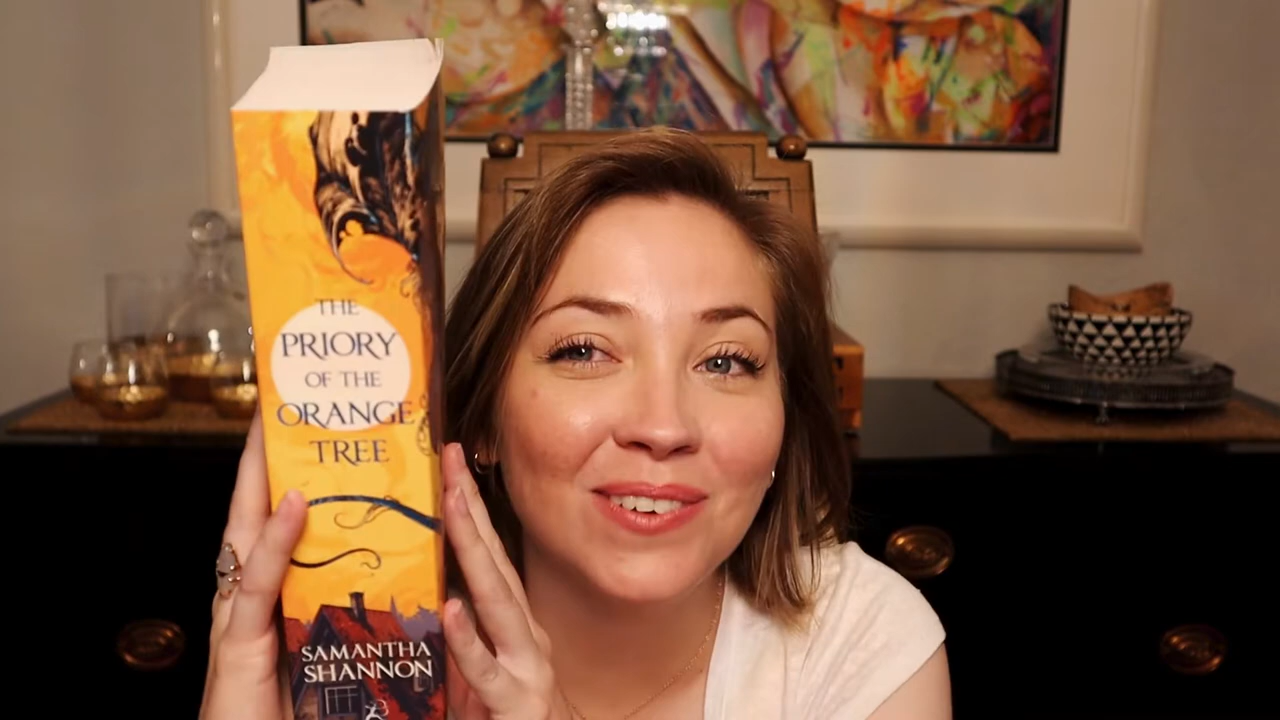 THE
PRIORY
OF THE
ORANGE
TREE
SAMANTHA
SHANNON